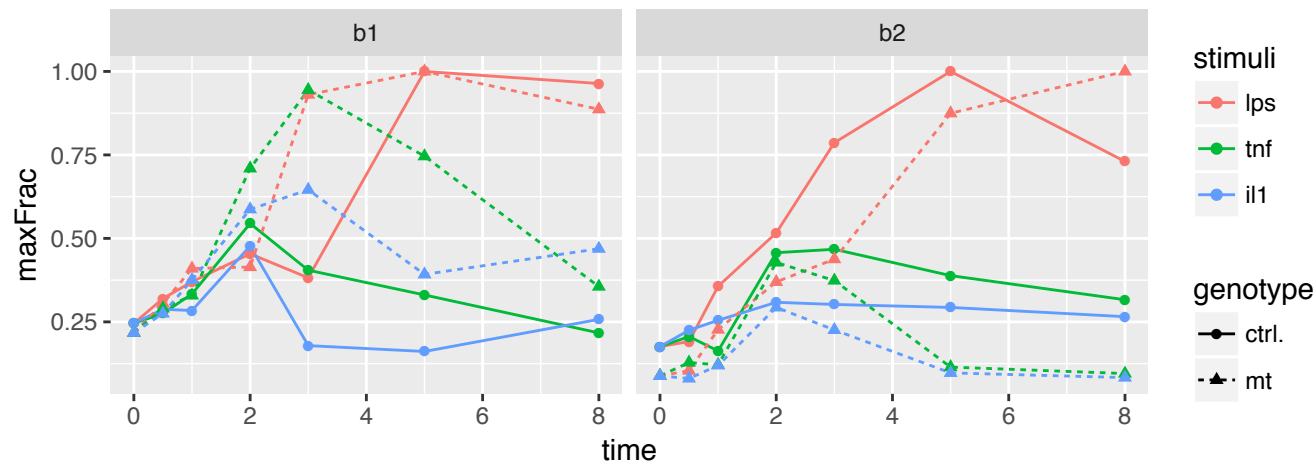 b1 b2
stimuli
lps
tnf
il1
genotype
ctrl.
mt
maxFrac
1.00
0.75
0.50
0.25
0 2 4 6 8 0 2 4 6 8
time